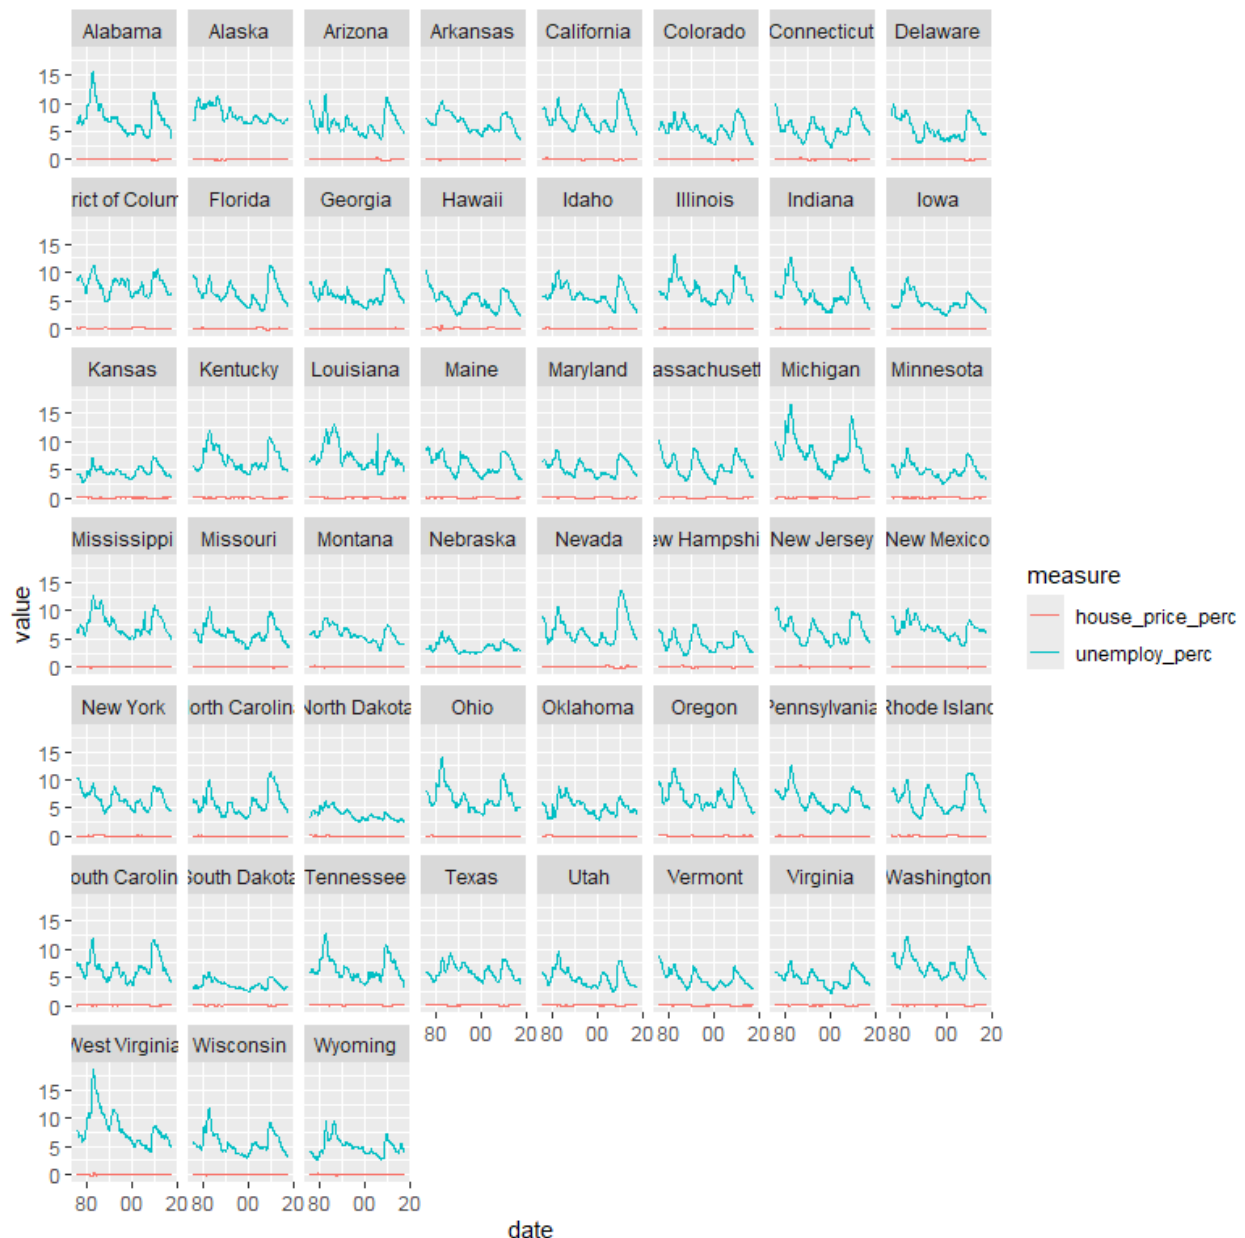 Alabama Alaska Arizona Arkansas California Colorado Connecticut Delaware
15
10
5
0
rict of Colum Florida Georgia Hawaii Idaho Illinois Indiana Iowa
15
10
5
0
Kansas Kentucky Louisiana Maine Maryland assachusett Michigan Minnesota
15
10
5
0
Mississippi Missouri Montana Nebraska Nevada ew Hampshi New Jersey New Mexico
15
10
5
0
value
measure
house_price_perc
unemploy_perc
New York orth Carolina North Dakota Ohio Oklahoma Oregon Pennsylvania Rhode Island
15
10
5
0
outh Carolin South Dakota Tennessee Texas Utah Vermont Virginia Washington
15
10
5
0
80 00 20 80 00 20 80 00 20 80 00 20 80 00 20
West Virginia Wisconsin Wyoming
15
10
5
0
80 00 20 80 00 20 80 00 20
date